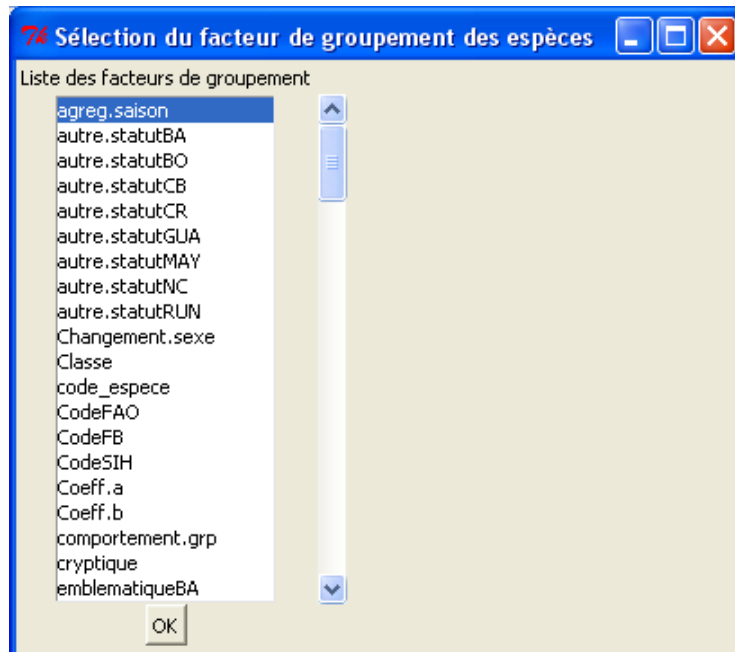 Sélection du facteur de groupement des espèces
Liste des facteurs de groupement
agreg.saison
autre.statutBA
autre.statutBO
autre.statutCB
autre.statutCR
autre.statutGUA
autre.statutMAY
autre.statutNC
autre.statutRUN
Changement.sexe
Classe
code_espece
CodeFAO
CodeFB
CodeSIH
Coeff.a
Coeff.b
comportement.grp
cryptique
emblematiqueBA
OK